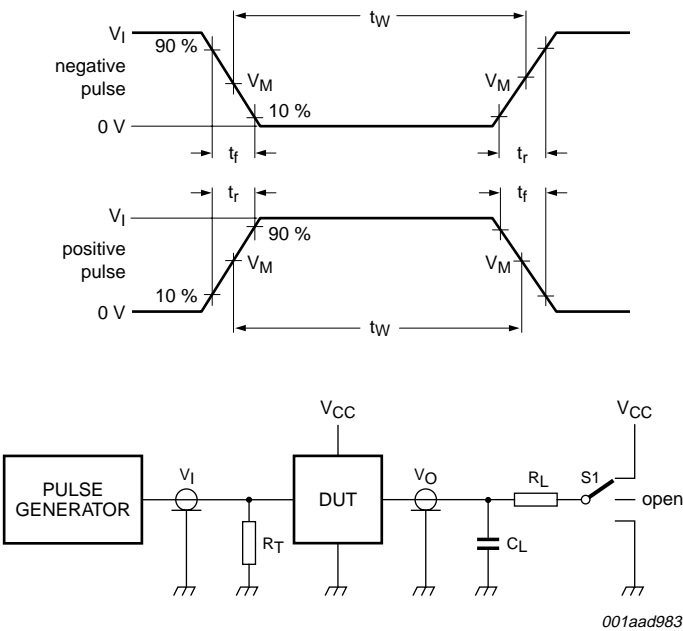 V_I
t_W
90 %
negative
pulse
V_M
V_M
10 %
0 V
t_f
t_r
t_r
t_f
V_I
90 %
positive
pulse
V_M
V_M
10 %
0 V
t_W
V_CC
V_CC
PULSE
GENERATOR
V_I
DUT
V_O
R_L
S1
open
R_T
C_L
001aad983